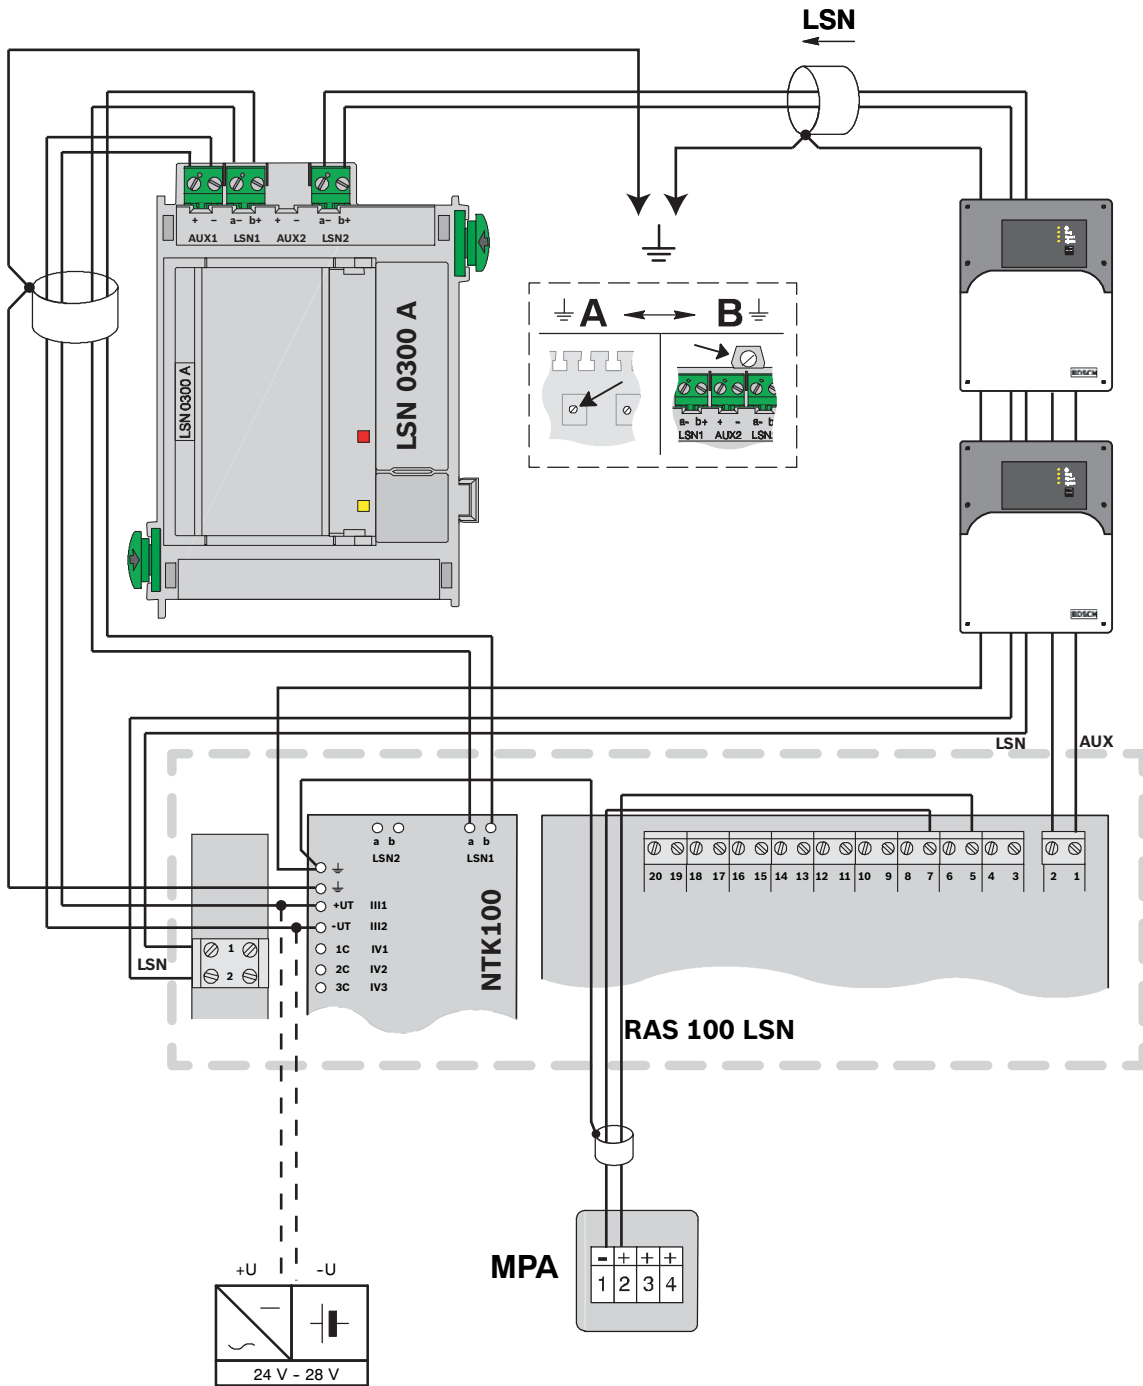 LSN
+ - a- b+ + - a- b+
AUX1 LSN1 AUX2 LSN2
LSN 0300 A
LSN 0300 A
A B
a- b+ + - a- b
LSN1 AUX2 LSN
BOSCH
BOSCH
LSN AUX
a b a b
LSN2 LSN1
+UT III1
-UT III2
1C IV1
2C IV2
3C IV3
NTK100
LSN
1
2
20 19 18 17 16 15 14 13 12 11 10 9 8 7 6 5 4 3 2 1
RAS 100 LSN
MPA
- + + +
1 2 3 4
+U -U
24 V - 28 V